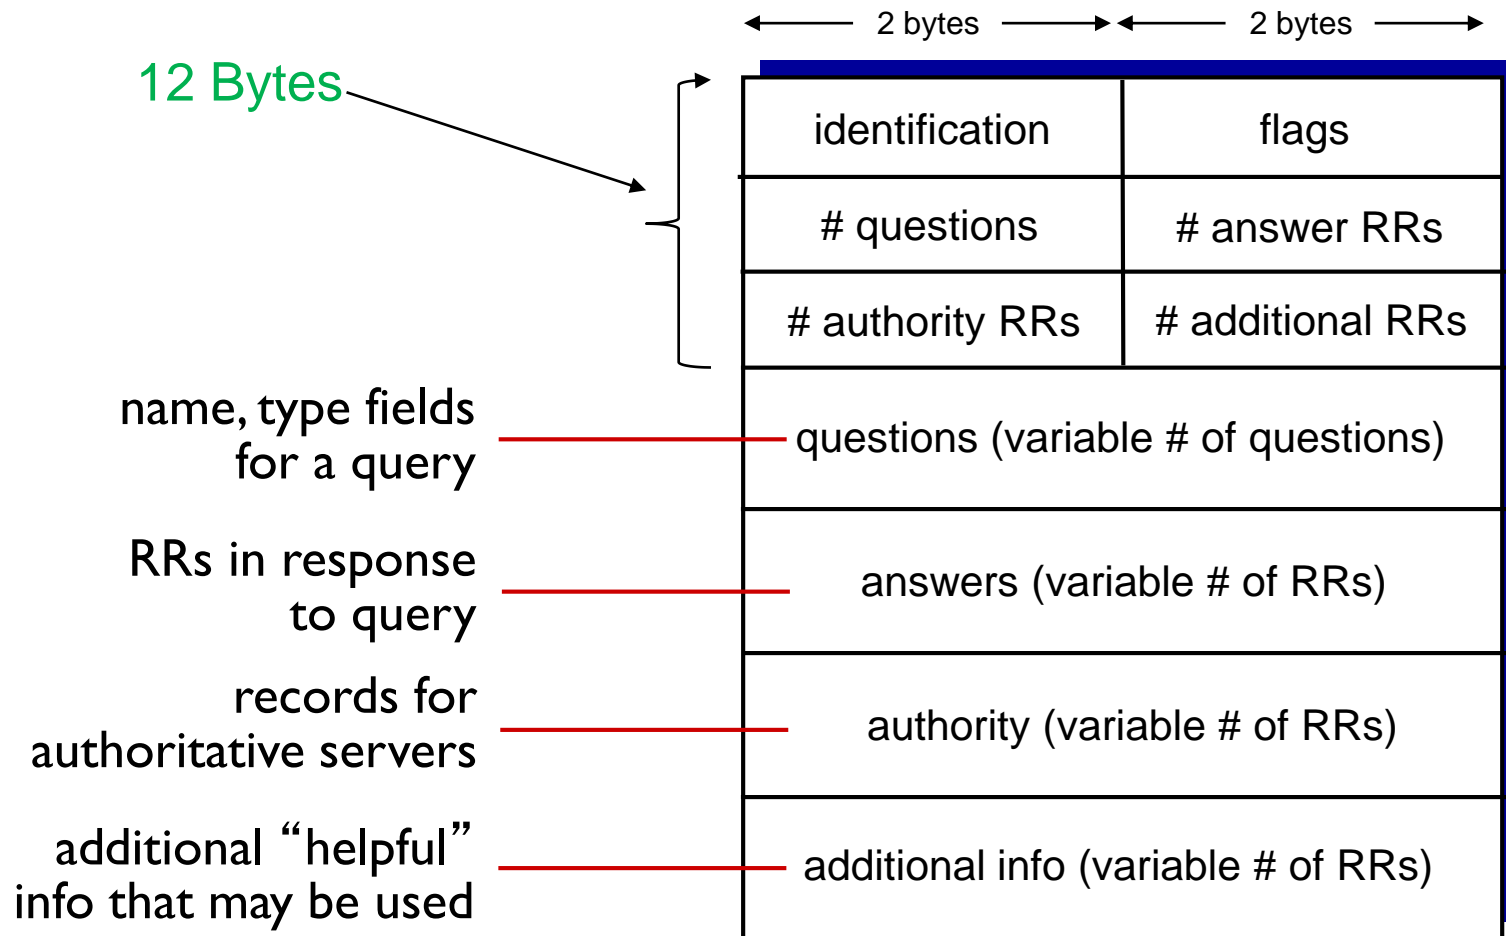 2 bytes 2 bytes
12 Bytes
identification flags
# questions # answer RRs
# authority RRs # additional RRs
name, type fields
for a query
questions (variable # of questions)
RRs in response
to query
answers (variable # of RRs)
records for
authoritative servers
authority (variable # of RRs)
additional “helpful”
info that may be used
additional info (variable # of RRs)